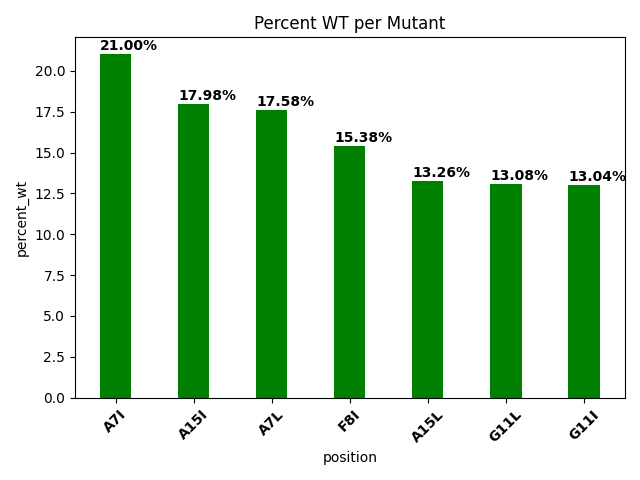 Percent WT per Mutant
21.00%
17.98%
17.58%
15.38%
13.26%
13.08%
13.04%
percent_wt
20.0
17.5
15.0
12.5
10.0
7.5
5.0
2.5
0.0
A7I
A15I
A7L
F8I
A15L
G11L
G11I
position